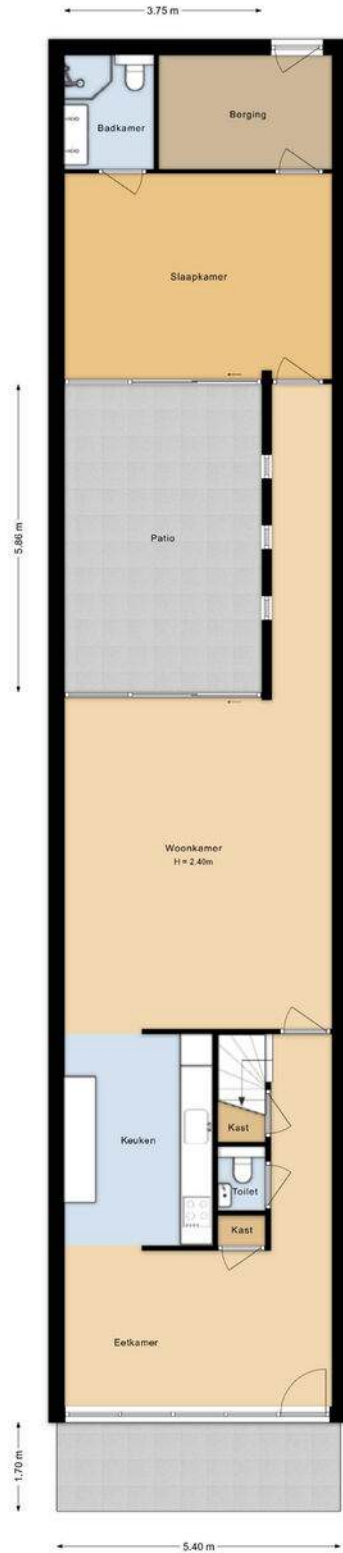 3.75 m
Badkamer
Berging
Slaapkamer
5.86 m
Patio
Woonkamer
H = 2.40m
Keuken
Kast
Toilet
Kast
Eetkamer
1.70 m
5.40 m